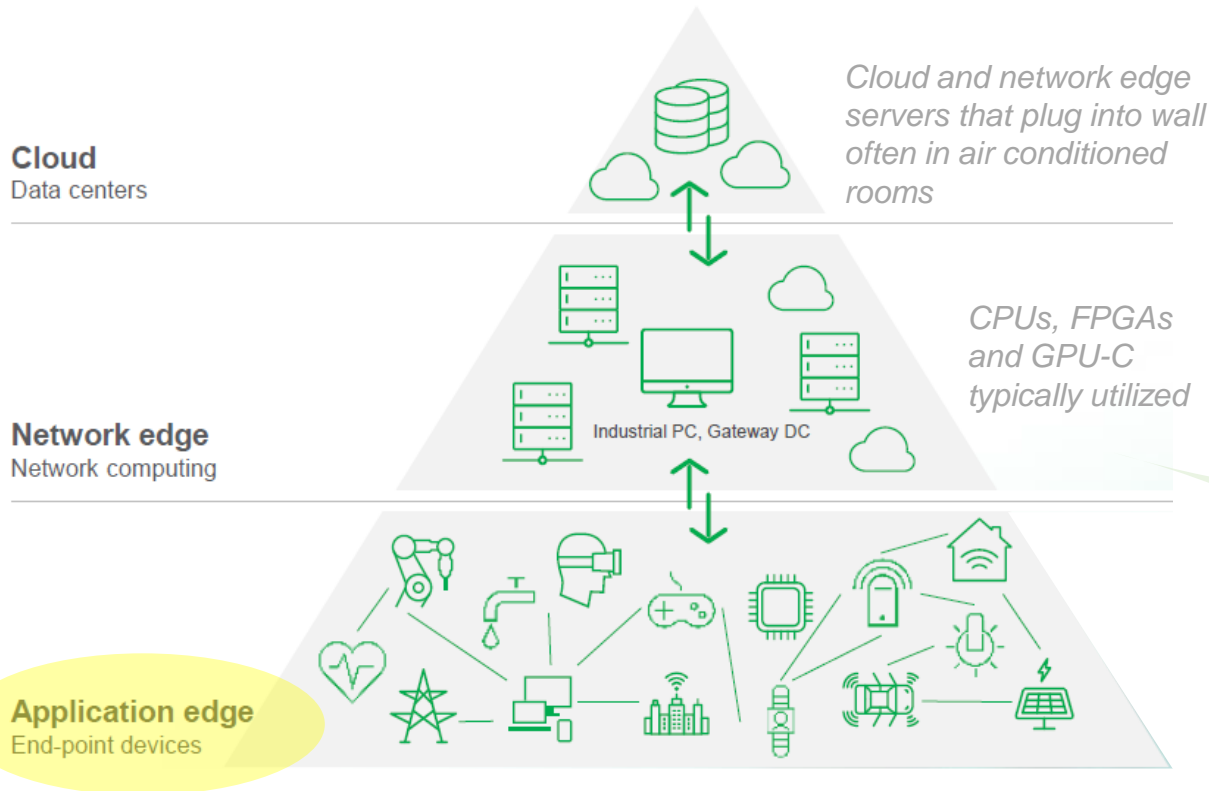 Cloud and network edge
servers that plug into wall
often in air conditioned
rooms
Cloud
Data centers
CPUs, FPGAs
and GPU-C
typically utilized
Industrial PC, Gateway DC
Network edge
Network computing
Application edge
End-point devices